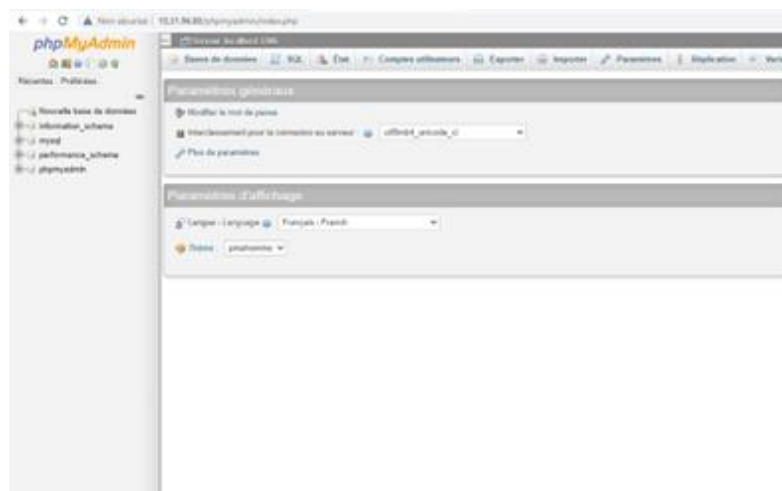 Non sécurisé
/phpmyadmin/index.php
phpMyAdmin
Récentes Préférées
Nouvelle base de données
information_schema
mysql
performance_schema
phpmyadmin
Bases de données SQL État Comptes utilisateurs Exporter Importer Paramètres Réplication
Paramètres généraux
Modifier le mot de passe
Interclassement pour la connexion au serveur utf8mb4_unicode_ci
Plus de paramètres
Paramètres d'affichage
Langue - Language Français - French
pmahomme